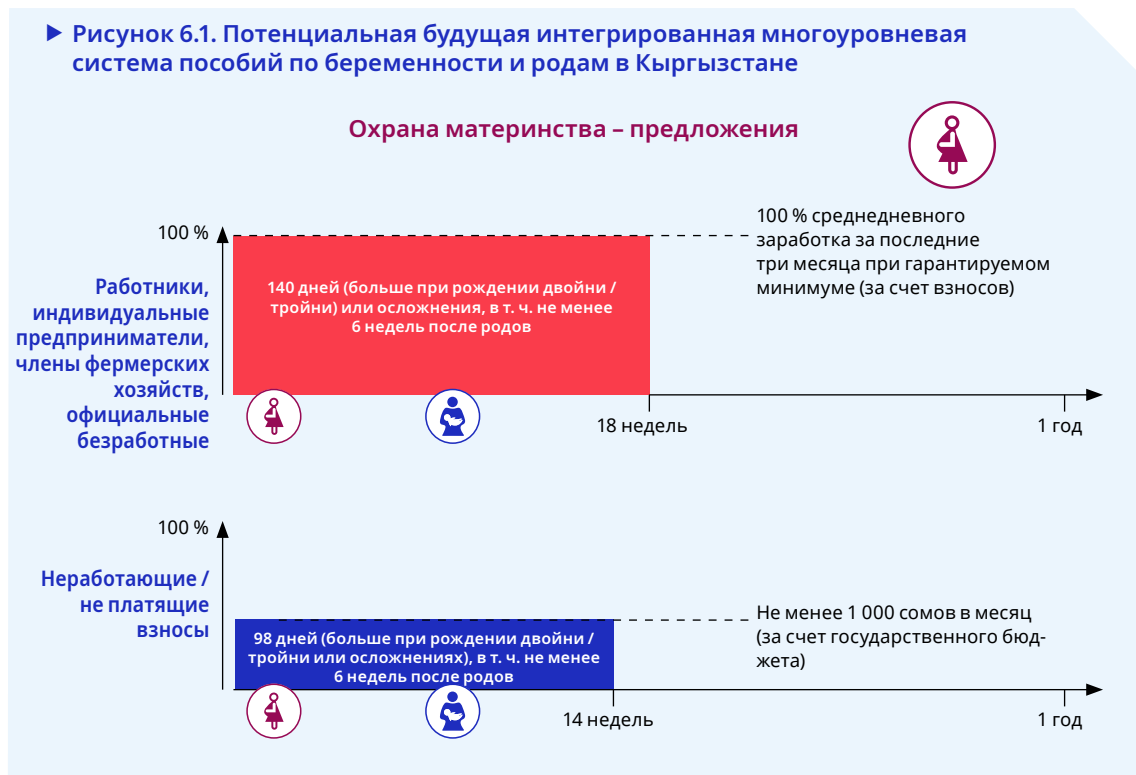 Рисунок 6.1. Потенциальная будущая интегрированная многоуровневая
система пособий по беременности и родам в Кыргызстане
Охрана материнства – предложения
100 %
Работники,
индивидуальные
предприниматели,
члены фермерских
хозяйств,
официальные
безработные
140 дней (больше при рождении двойни /
тройни) или осложнения, в т. ч. не менее
6 недель после родов
100 % среднедневного
заработка за последние
три месяца при гарантируемом
минимуме (за счет взносов)
18 недель
1 год
100 %
Неработающие /
не платящие
взносы
98 дней (больше при рождении двойни /
тройни или осложнениях), в т. ч. не менее
6 недель после родов
Не менее 1 000 сомов в месяц
(за счет государственного бюд-
жета)
14 недель
1 год